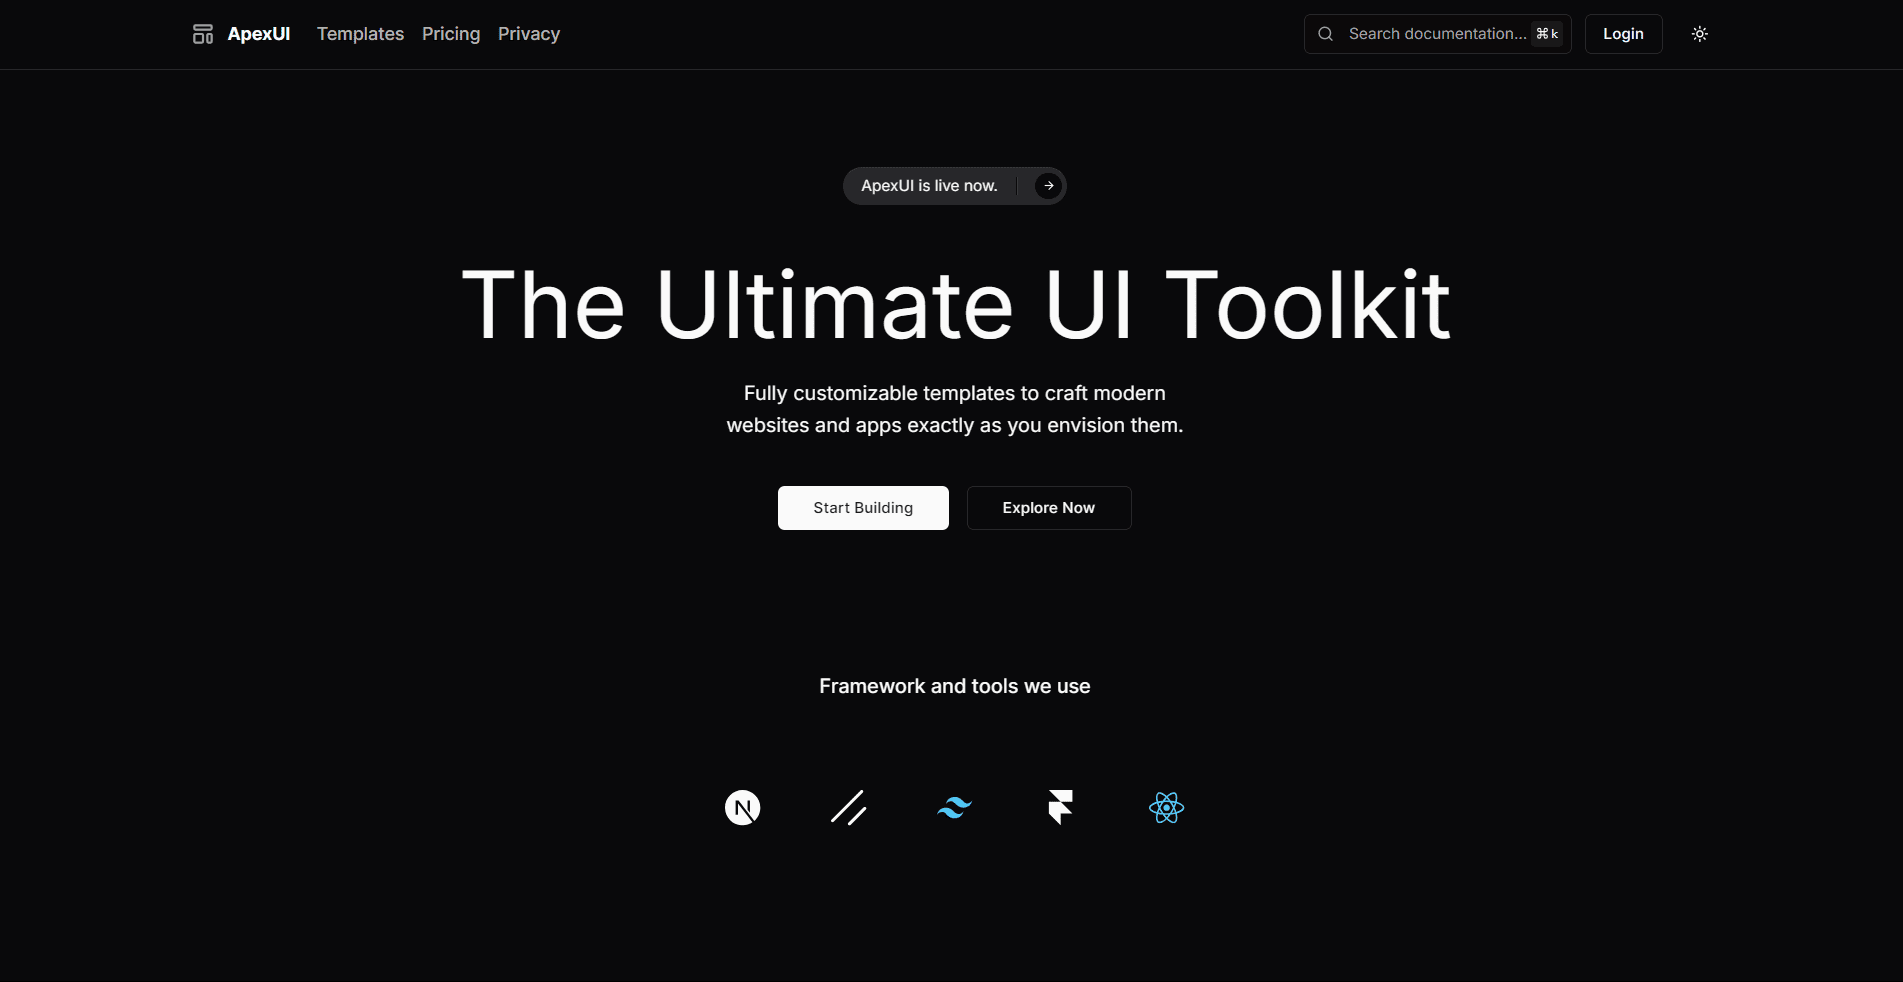 ApexUI Templates Pricing Privacy Search documentation... ⌘k Login
ApexUI is live now.
The Ultimate UI Toolkit
Fully customizable templates to craft modern
websites and apps exactly as you envision them.
Start Building Explore Now
Framework and tools we use
N